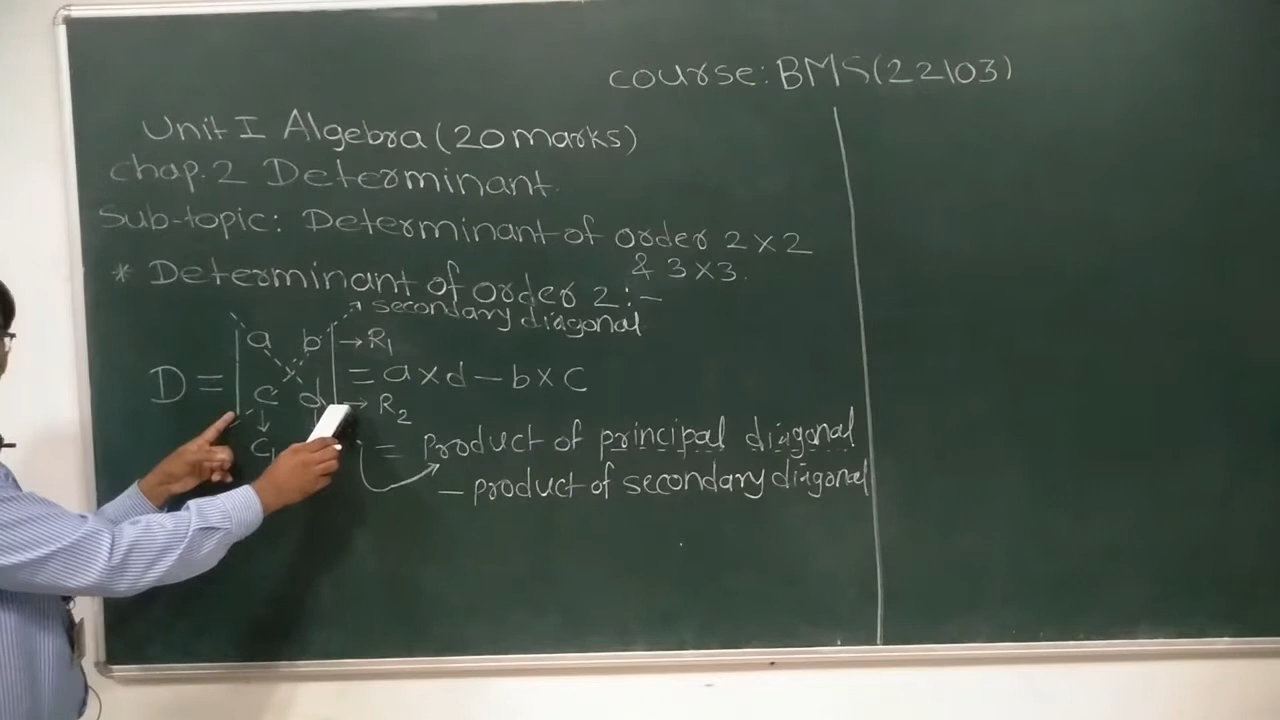 course: BMS(22103)
Unit I Algebra (20 marks)
chap. 2 Determinant.
Sub-topic: Determinant of order 2 × 2
& 3 × 3.
* Determinant of order 2 :-
secondary diagonal
a b → R1
D = = a × d - b × c
c d → R2
C1
= product of principal diagonal
- product of secondary diagonal